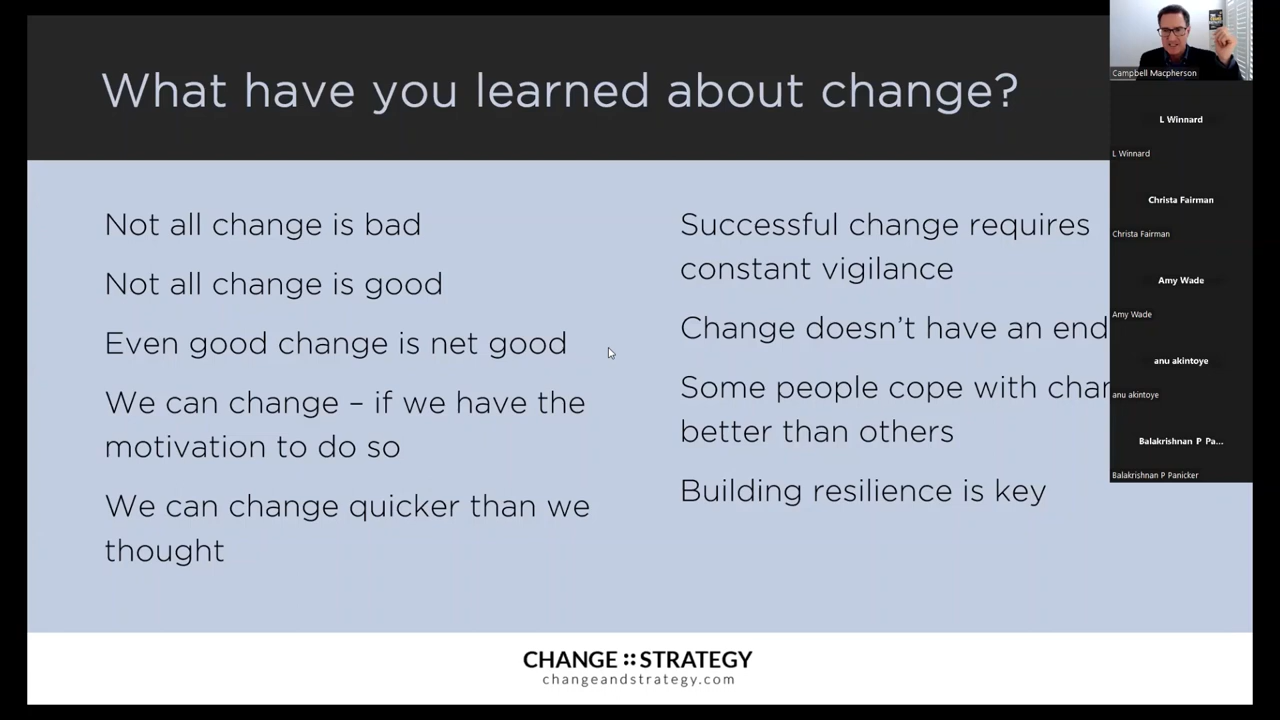 What have you learned about change?
Not all change is bad
Not all change is good
Even good change is net good
We can change – if we have the
motivation to do so
We can change quicker than we
thought
Successful change requires
constant vigilance
Change doesn’t have an end
Some people cope with
better than others
Building resilience is key
CHANGE::STRATEGY
changeandstrategy.com
Campbell Macpherson
L Winnard
L Winnard
Christa Fairman
Christa Fairman
Amy Wade
Amy Wade
anu akintoye
anu akintoye
Balakrishnan P Pa...
Balakrishnan P Panicker